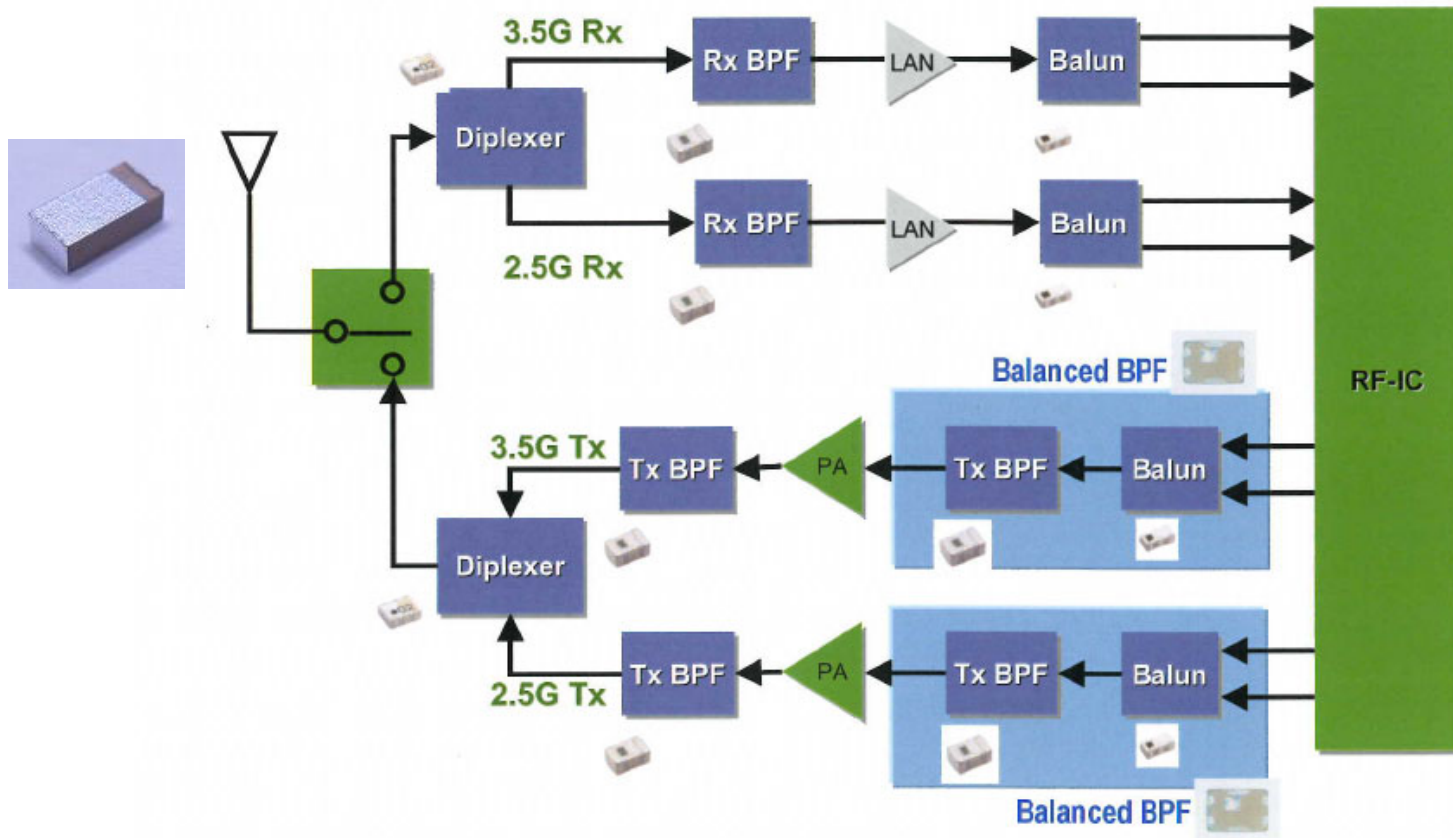 3.5G Rx
Rx BPF
LAN
Balun
Diplexer
Rx BPF
LAN
Balun
2.5G Rx
RF-IC
Balanced BPF
3.5G Tx
Tx BPF
PA
Tx BPF
Balun
Diplexer
Tx BPF
PA
Tx BPF
Balun
2.5G Tx
Balanced BPF